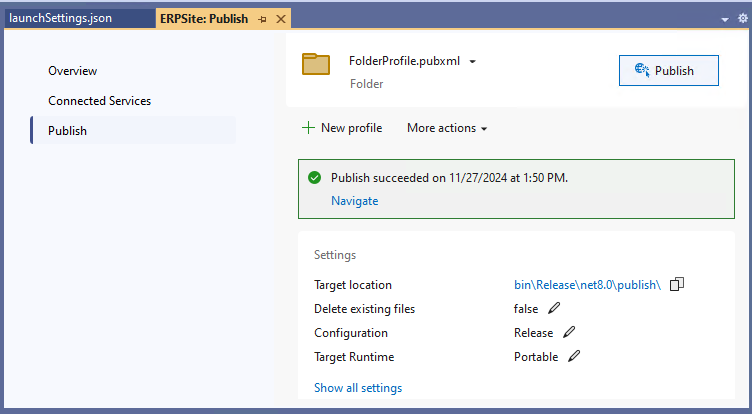 launchSettings.json
ERPSite: Publish
Overview
Connected Services
Publish
FolderProfile.pubxml
Folder
Publish
New profile
More actions
Publish succeeded on 11/27/2024 at 1:50 PM.
Navigate
Settings
Target location bin\Release\net8.0\publish\
Delete existing files false
Configuration Release
Target Runtime Portable
Show all settings